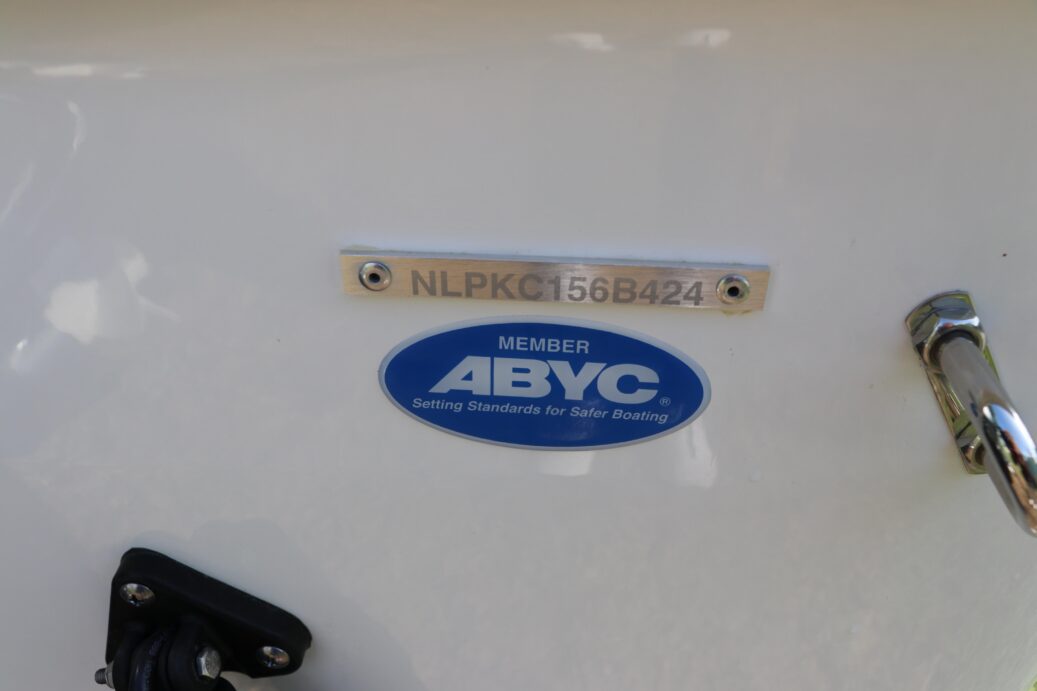 NLPKC156B424
MEMBER
ABYC®
Setting Standards for Safer Boating